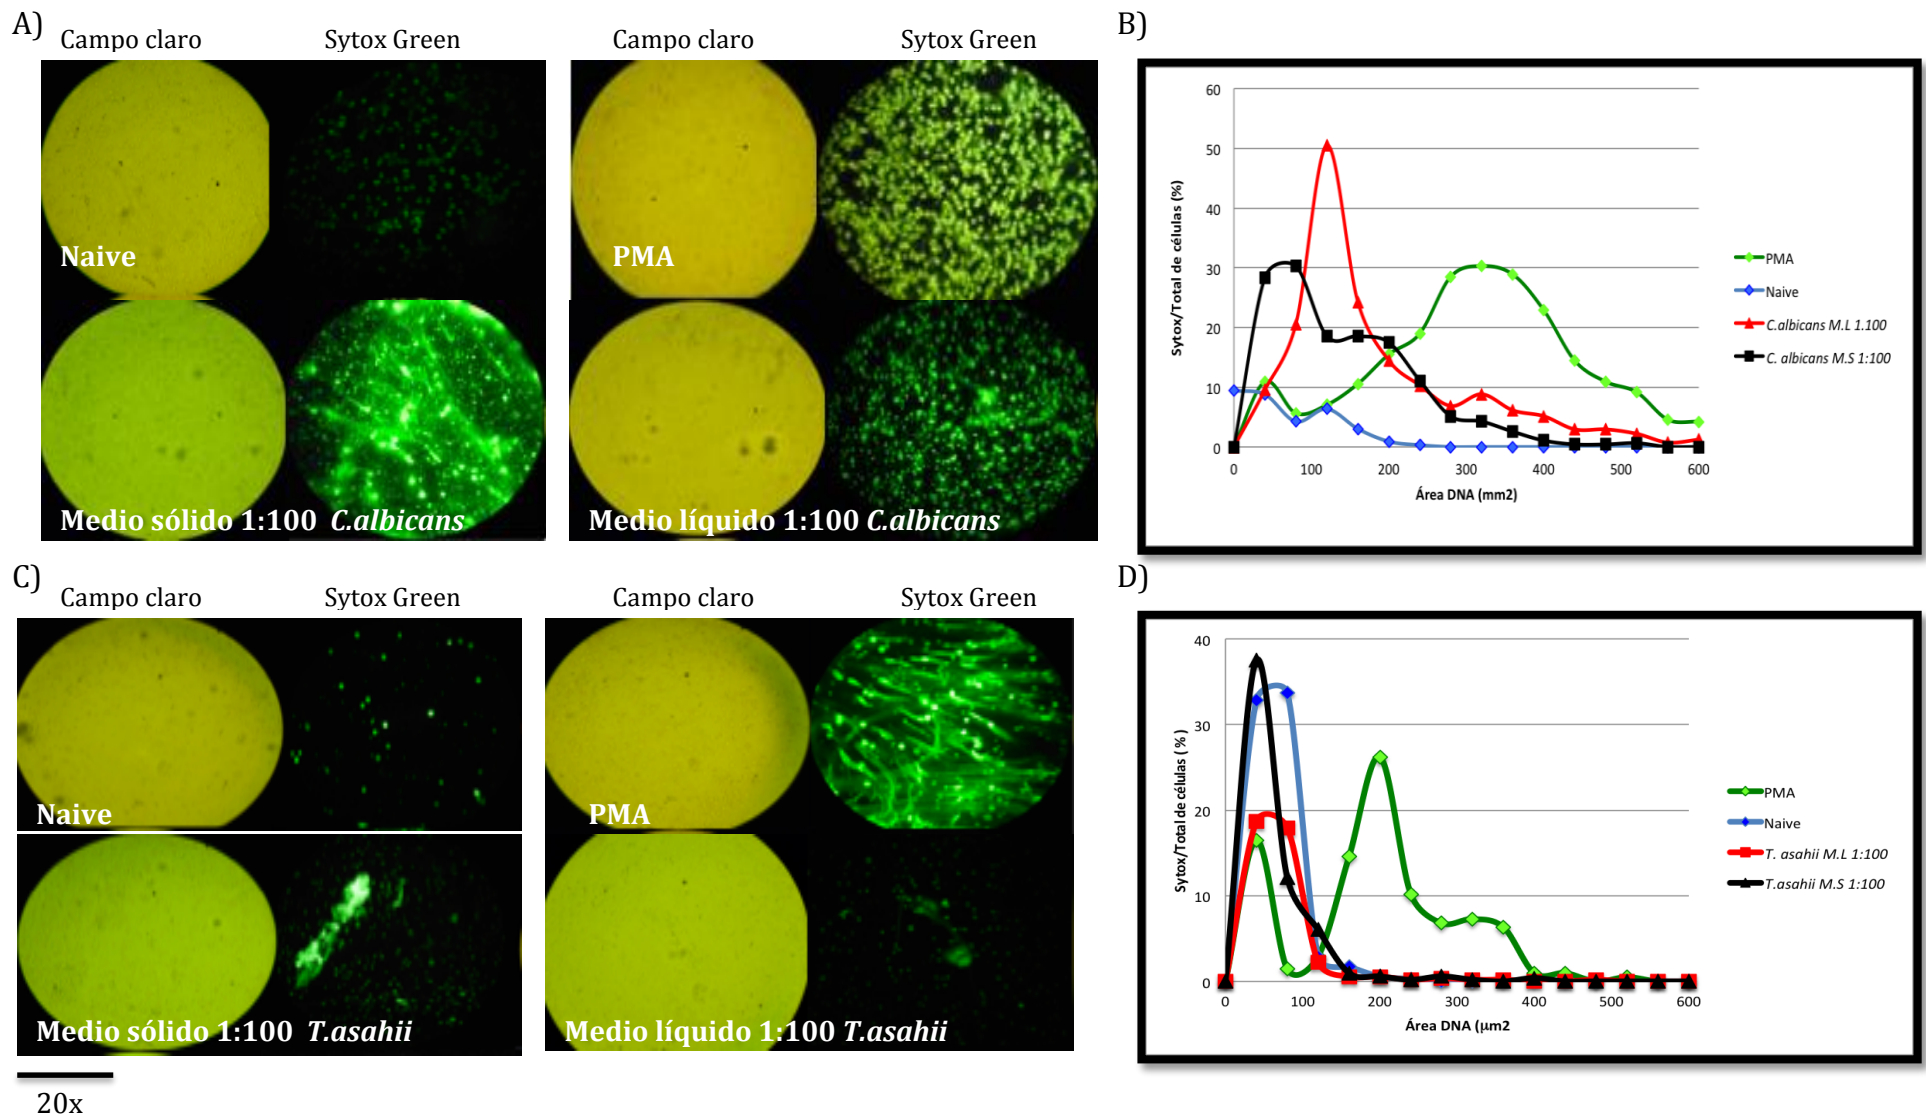 A)
Campo claro Sytox Green Campo claro Sytox Green
Naive PMA
Medio sólido 1:100 C.albicans Medio líquido 1:100 C.albicans
B)
60
50
40
30
20
10
0
0 100 200 300 400 500 600
Sytox/Total de células (%)
Área DNA (mm2)
PMA
Naive
C.albicans M.L 1.100
C. albicans M.S 1:100
C)
Campo claro Sytox Green Campo claro Sytox Green
Naive PMA
Medio sólido 1:100 T.asahii Medio líquido 1:100 T.asahii
20x
D)
40
30
20
10
0
0 100 200 300 400 500 600
Sytox/Total de células (%)
Área DNA (µm2
PMA
Naive
T. asahii M.L 1:100
T.asahii M.S 1:100